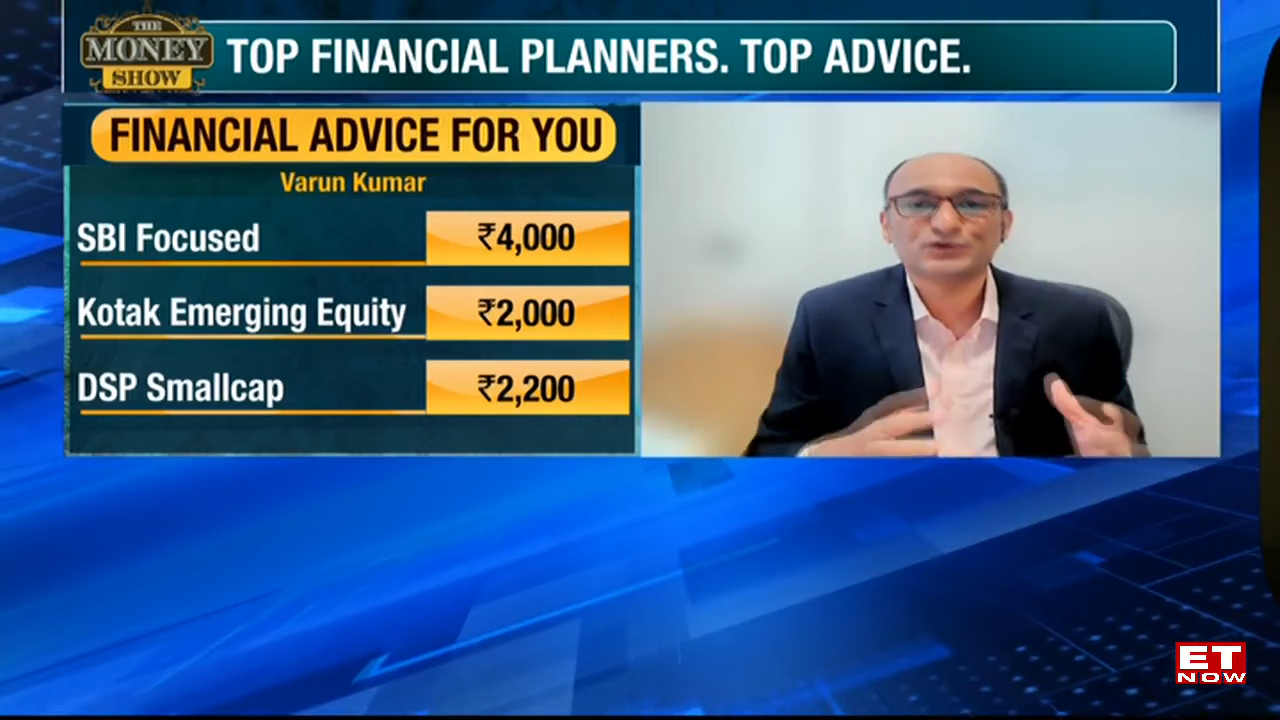 THE
MONEY
SHOW
TOP FINANCIAL PLANNERS. TOP ADVICE.
FINANCIAL ADVICE FOR YOU
Varun Kumar
SBI Focused ₹4,000
Kotak Emerging Equity ₹2,000
DSP Smallcap ₹2,200
ET
NOW